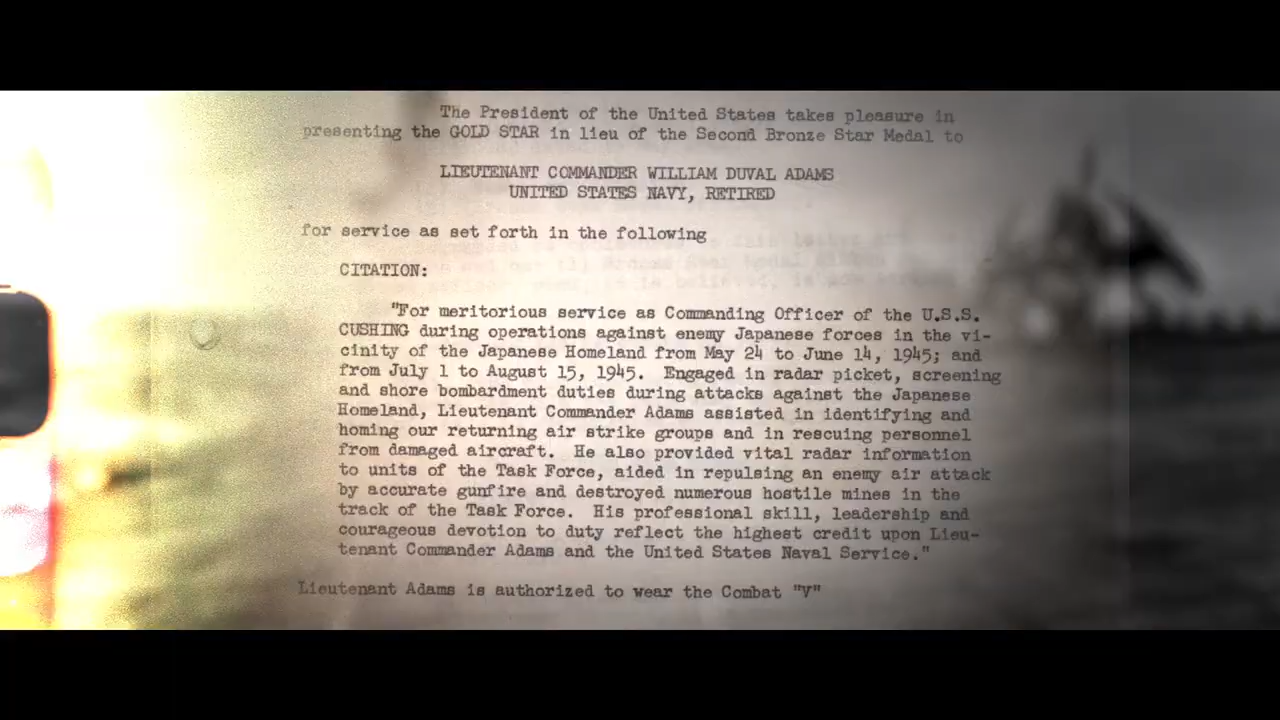 The President of the United States takes pleasure in
presenting the GOLD STAR in lieu of the Second Bronze Star Medal to
LIEUTENANT COMMANDER WILLIAM DUVAL ADAMS
UNITED STATES NAVY, RETIRED
for service as set forth in the following
CITATION:
"For meritorious service as Commanding Officer of the U.S.S.
CUSHING during operations against enemy Japanese forces in the vi-
cinity of the Japanese Homeland from May 24 to June 14, 1945; and
from July 1 to August 15, 1945. Engaged in radar picket, screening
and shore bombardment duties during attacks against the Japanese
Homeland, Lieutenant Commander Adams assisted in identifying and
homing our returning air strike groups and in rescuing personnel
from damaged aircraft. He also provided vital radar information
to units of the Task Force, aided in repulsing an enemy air attack
by accurate gunfire and destroyed numerous hostile mines in the
track of the Task Force. His professional skill, leadership and
courageous devotion to duty reflect the highest credit upon Lieu-
tenant Commander Adams and the United States Naval Service."
Lieutenant Adams is authorized to wear the Combat "V"